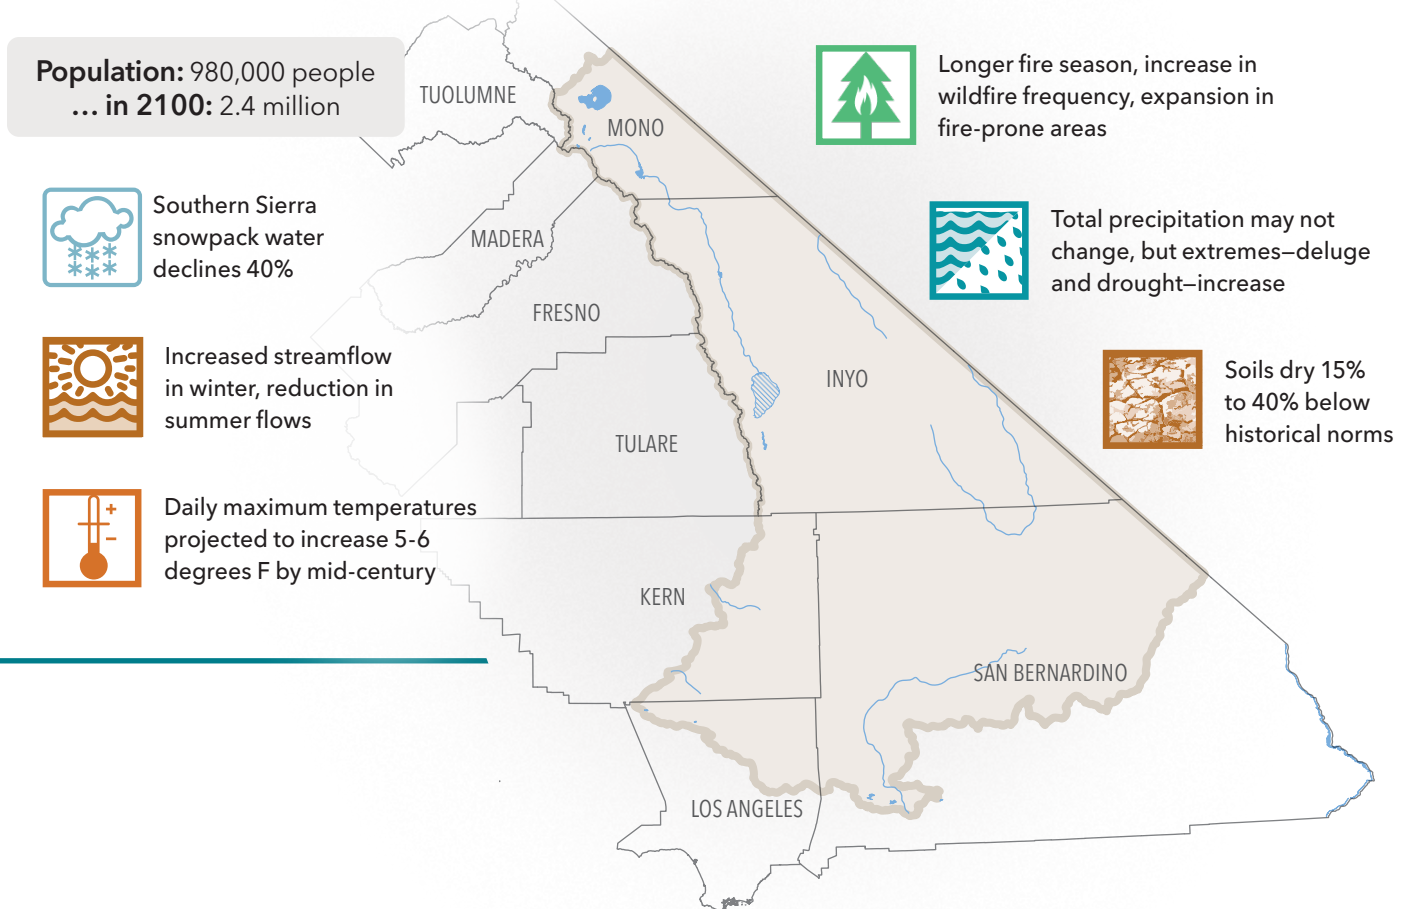 Population: 980,000 people
... in 2100: 2.4 million
Southern Sierra
snowpack water
declines 40%
Increased streamflow
in winter, reduction in
summer flows
Daily maximum temperatures
projected to increase 5-6
degrees F by mid-century
TUOLUMNE
MONO
MADERA
FRESNO
INYO
TULARE
KERN
SAN BERNARDINO
LOS ANGELES
Longer fire season, increase in
wildfire frequency, expansion in
fire-prone areas
Total precipitation may not
change, but extremes—deluge
and drought—increase
Soils dry 15%
to 40% below
historical norms